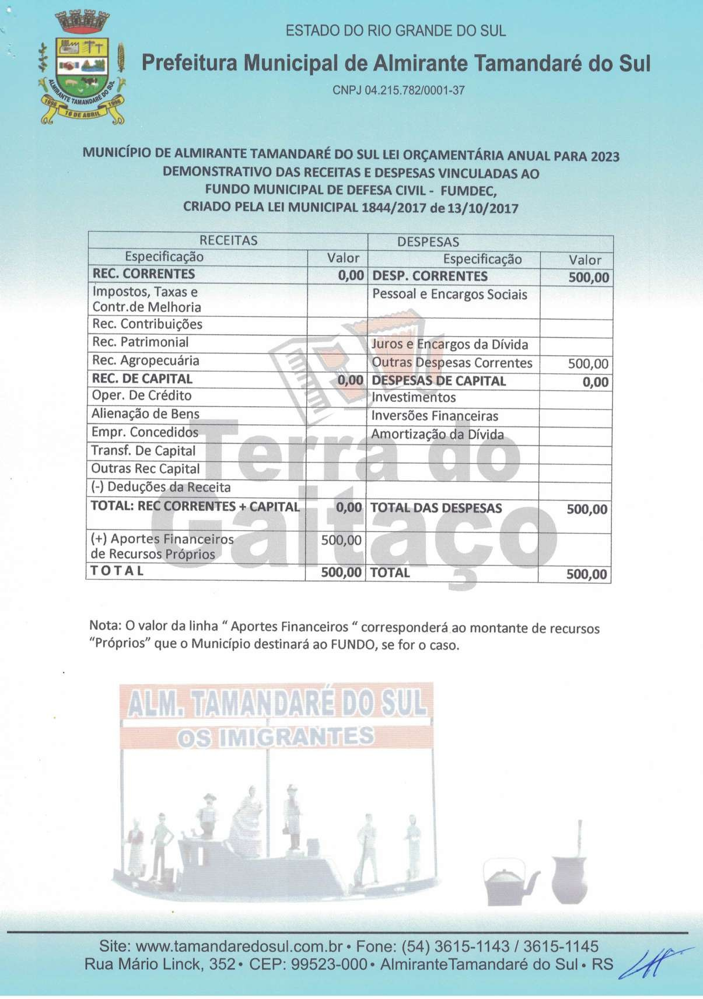 ESTADO DO RIO GRANDE DO SUL
Prefeitura Municipal de Almirante Tamandaré do Sul
CNPJ 04.215.782/0001-37
ALMIRANTE TAMANDARE DO SUL
1996 16 DE ABRIL 1996
MUNICÍPIO DE ALMIRANTE TAMANDARÉ DO SUL LEI ORÇAMENTÁRIA ANUAL PARA 2023
DEMONSTRATIVO DAS RECEITAS E DESPESAS VINCULADAS AO
FUNDO MUNICIPAL DE DEFESA CIVIL - FUMDEC,
CRIADO PELA LEI MUNICIPAL 1844/2017 de 13/10/2017
RECEITAS DESPESAS
Especificação Valor Especificação Valor
REC. CORRENTES 0,00 DESP. CORRENTES 500,00
Impostos, Taxas e Pessoal e Encargos Sociais
Contr.de Melhoria
Rec. Contribuições
Rec. Patrimonial Juros e Encargos da Dívida
Rec. Agropecuária Outras Despesas Correntes 500,00
REC. DE CAPITAL 0,00 DESPESAS DE CAPITAL 0,00
Oper. De Crédito Investimentos
Alienação de Bens Inversões Financeiras
Empr. Concedidos Amortização da Dívida
Transf. De Capital
Outras Rec Capital
(-) Deduções da Receita
TOTAL: REC CORRENTES + CAPITAL 0,00 TOTAL DAS DESPESAS 500,00
(+) Aportes Financeiros 500,00
de Recursos Próprios
TOTAL 500,00 TOTAL 500,00
Terra do
Gaitaço
Nota: O valor da linha “ Aportes Financeiros “ corresponderá ao montante de recursos
“Próprios” que o Município destinará ao FUNDO, se for o caso.
ALM. TAMANDARÉ DO SUL
OS IMIGRANTES
Site: www.tamandaredosul.com.br • Fone: (54) 3615-1143 / 3615-1145
Rua Mário Linck, 352 • CEP: 99523-000 • AlmiranteTamandaré do Sul • RS